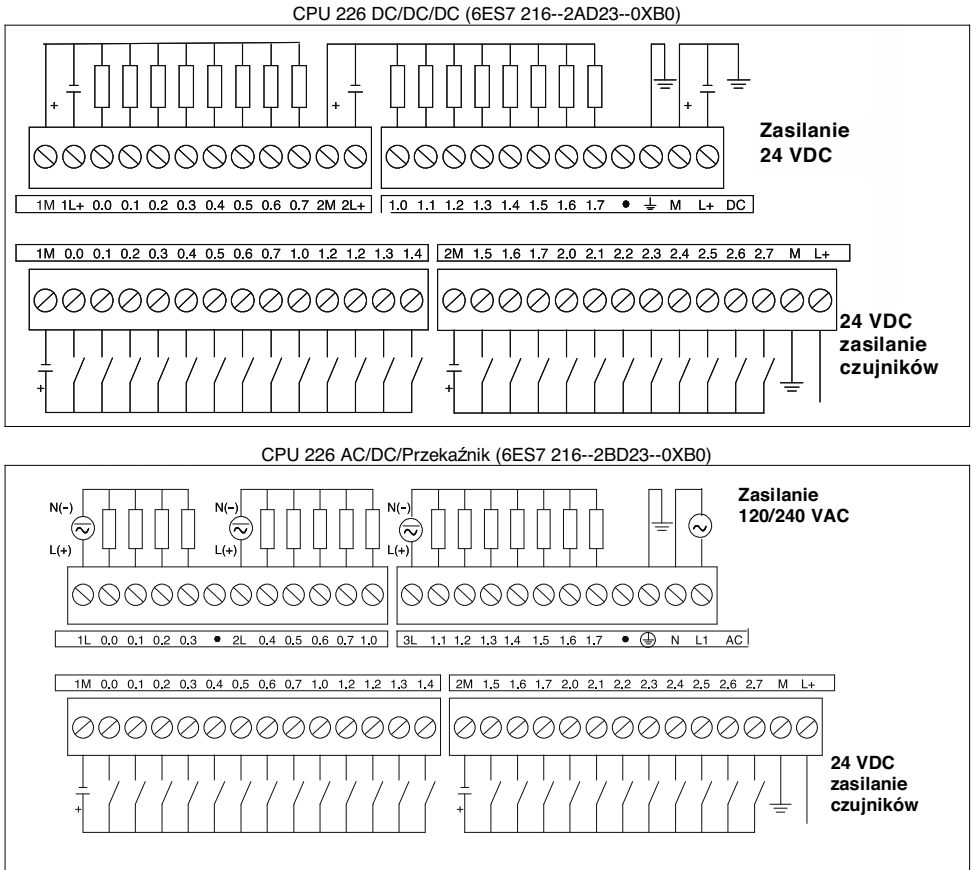 CPU 226 DC/DC/DC (6ES7 216--2AD23--0XB0)
+ + +
Zasilanie
24 VDC
1M 1L+ 0.0 0.1 0.2 0.3 0.4 0.5 0.6 0.7 2M 2L+ 1.0 1.1 1.2 1.3 1.4 1.5 1.6 1.7 ● ⏚ M L+ DC
1M 0.0 0.1 0.2 0.3 0.4 0.5 0.6 0.7 1.0 1.2 1.2 1.3 1.4 2M 1.5 1.6 1.7 2.0 2.1 2.2 2.3 2.4 2.5 2.6 2.7 M L+
24 VDC
zasilanie
czujników
+ +
CPU 226 AC/DC/Przekaźnik (6ES7 216--2BD23--0XB0)
Zasilanie
120/240 VAC
N(-) N(-) N(-)
L(+) L(+) L(+)
1L 0.0 0.1 0.2 0.3 ● 2L 0.4 0.5 0.6 0.7 1.0 3L 1.1 1.2 1.3 1.4 1.5 1.6 1.7 ● ⏚ N L1 AC
1M 0.0 0.1 0.2 0.3 0.4 0.5 0.6 0.7 1.0 1.2 1.2 1.3 1.4 2M 1.5 1.6 1.7 2.0 2.1 2.2 2.3 2.4 2.5 2.6 2.7 M L+
24 VDC
zasilanie
czujników
+ +